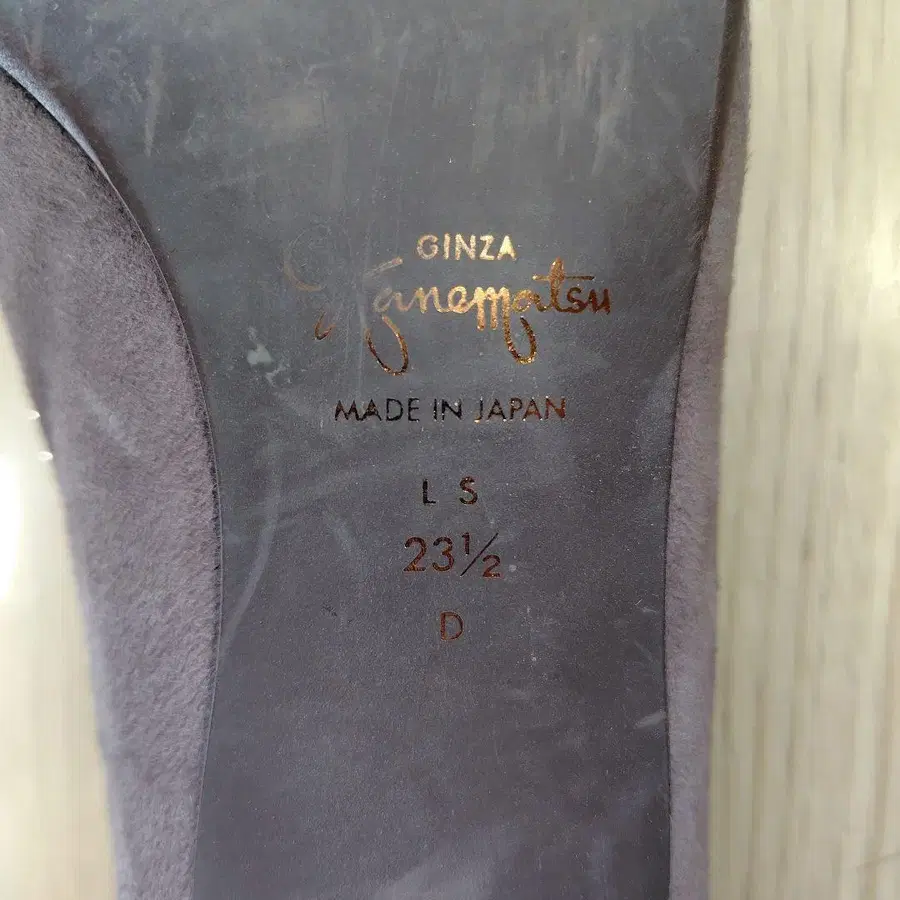 GINZA
Kanematsu
MADE IN JAPAN
L S
23½
D